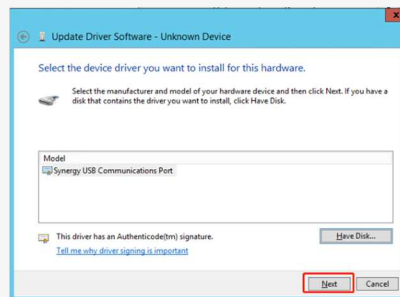 Update Driver Software - Unknown Device
Select the device driver you want to install for this hardware.
Select the manufacturer and model of your hardware device and then click Next. If you have a
disk that contains the driver you want to install, click Have Disk.
Model
Synergy USB Communications Port
This driver has an Authenticode(tm) signature.
Have Disk...
Tell me why driver signing is important
Next
Cancel